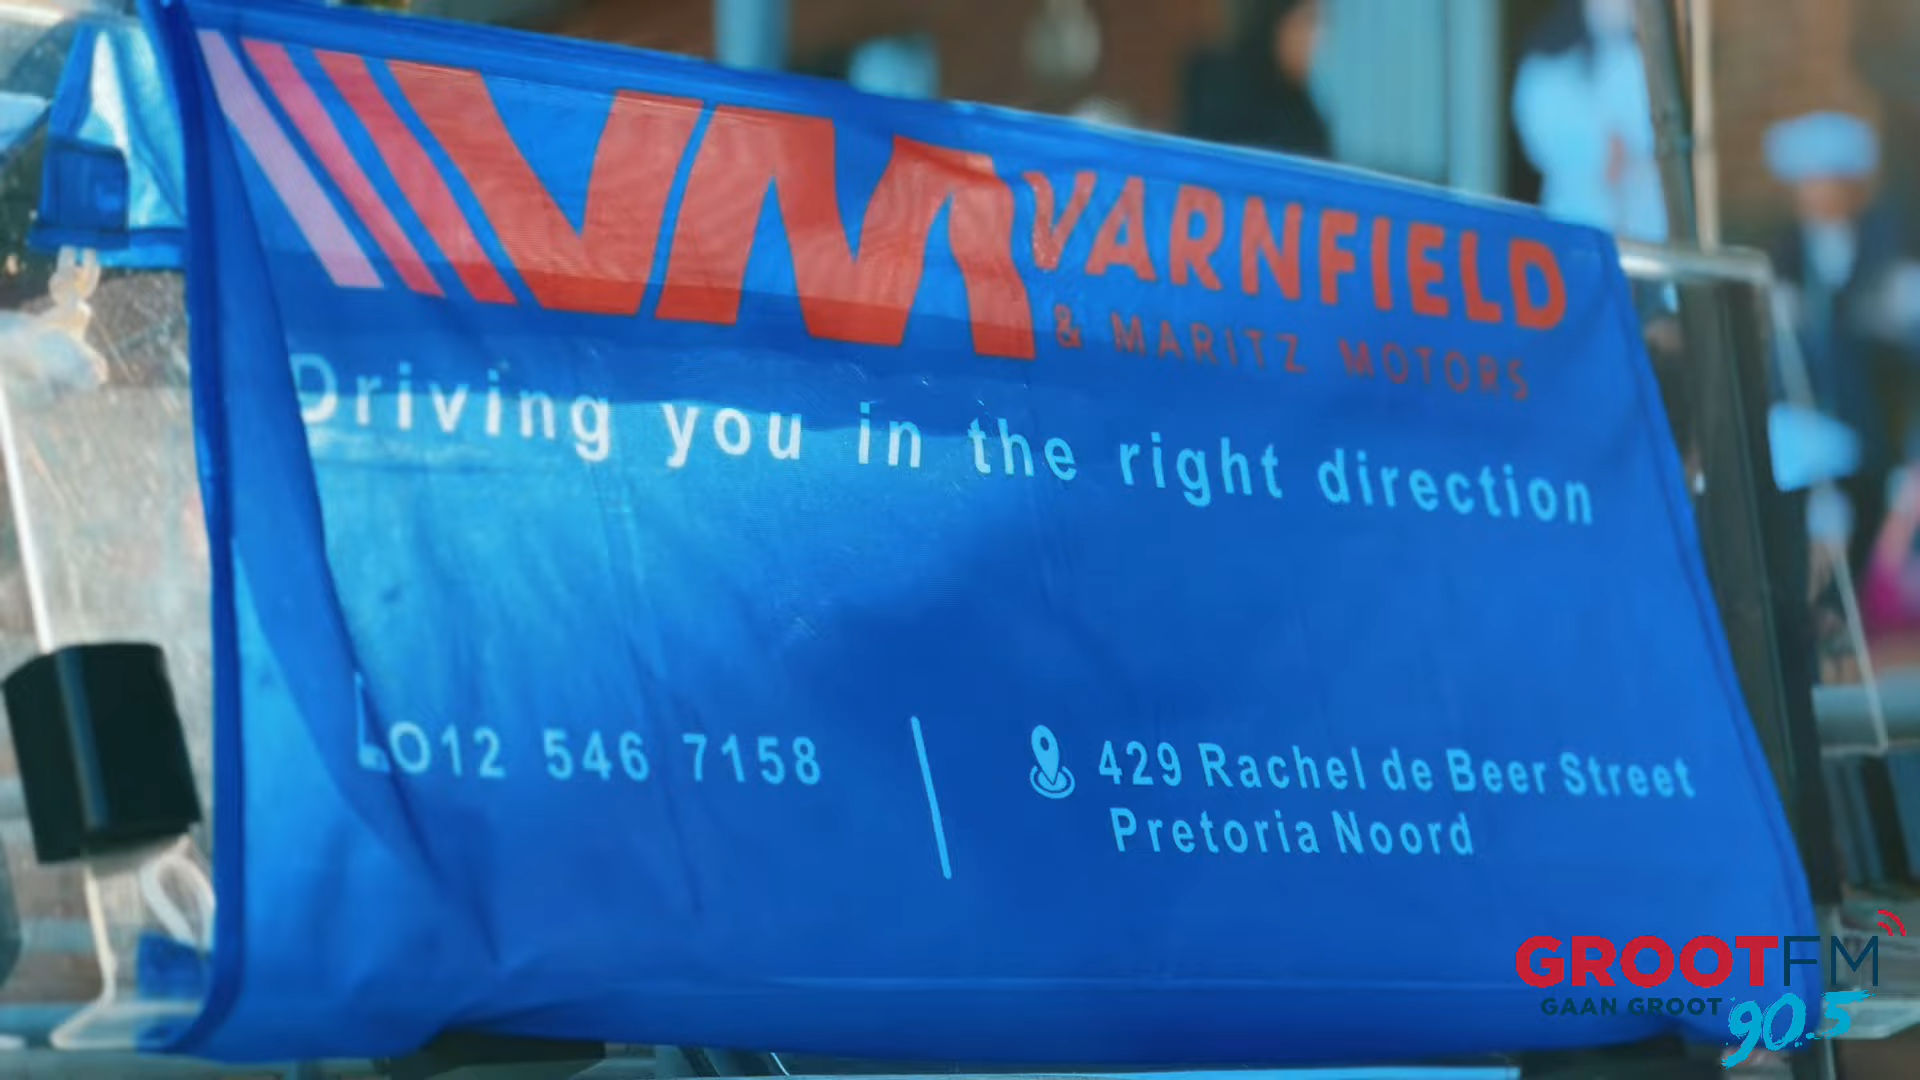 VM VARNFIELD
& MARITZ MOTORS
Driving you in the right direction
012 546 7158
429 Rachel de Beer Street
Pretoria Noord
GROOTFM
GAAN GROOT 90.5